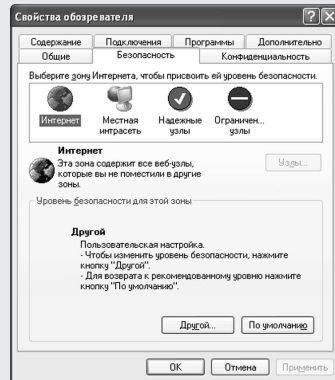 Свойства обозревателя
Содержание Подключения Программы Дополнительно
Общие Безопасность Конфиденциальность
Выберите зону Интернета, чтобы присвоить ей уровень безопасности.
Интернет Местная интрасеть Надежные узлы Ограничен... узлы
Интернет
Эта зона содержит все веб-узлы,
которые вы не поместили в другие
зоны.
Узлы...
Уровень безопасности для этой зоны
Другой
Пользовательская настройка.
- Чтобы изменить уровень безопасности, нажмите
кнопку "Другой".
- Для возврата к рекомендованному уровню нажмите
кнопку "По умолчанию".
Другой... По умолчанию
OK Отмена Применить